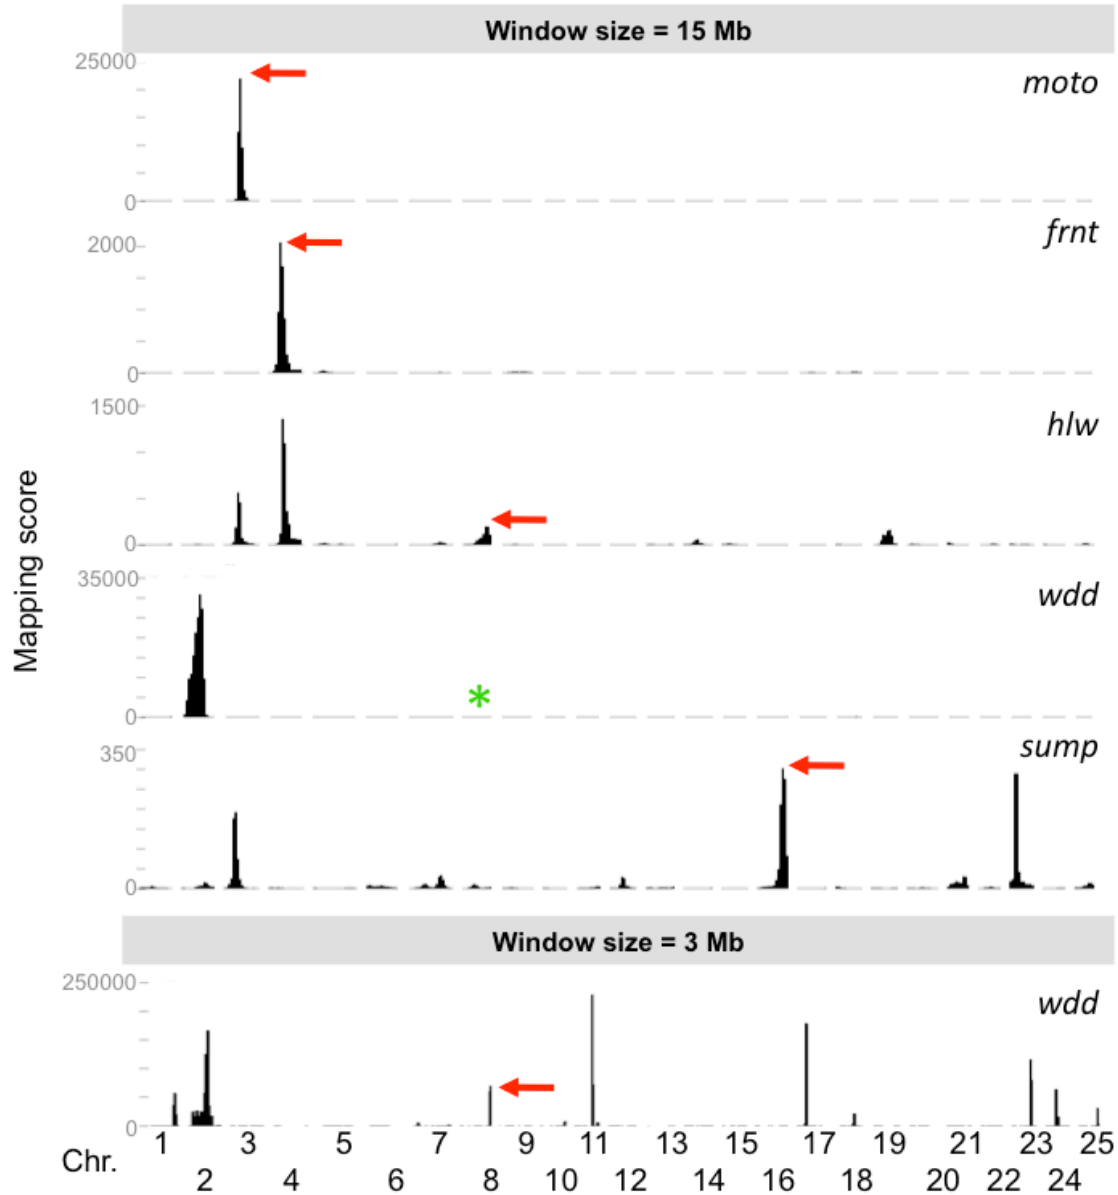 Window size = 15 Mb
25000
moto
0
frnt
2000
0
1500
hlw
0
35000
wdd
*
0
sump
350
0
Mapping score
Window size = 3 Mb
250000
wdd
0
1 3 5 7 9 11 13 15 17 19 21 23 25
Chr.
2 4 6 8 10 12 14 16 18 20 22 24